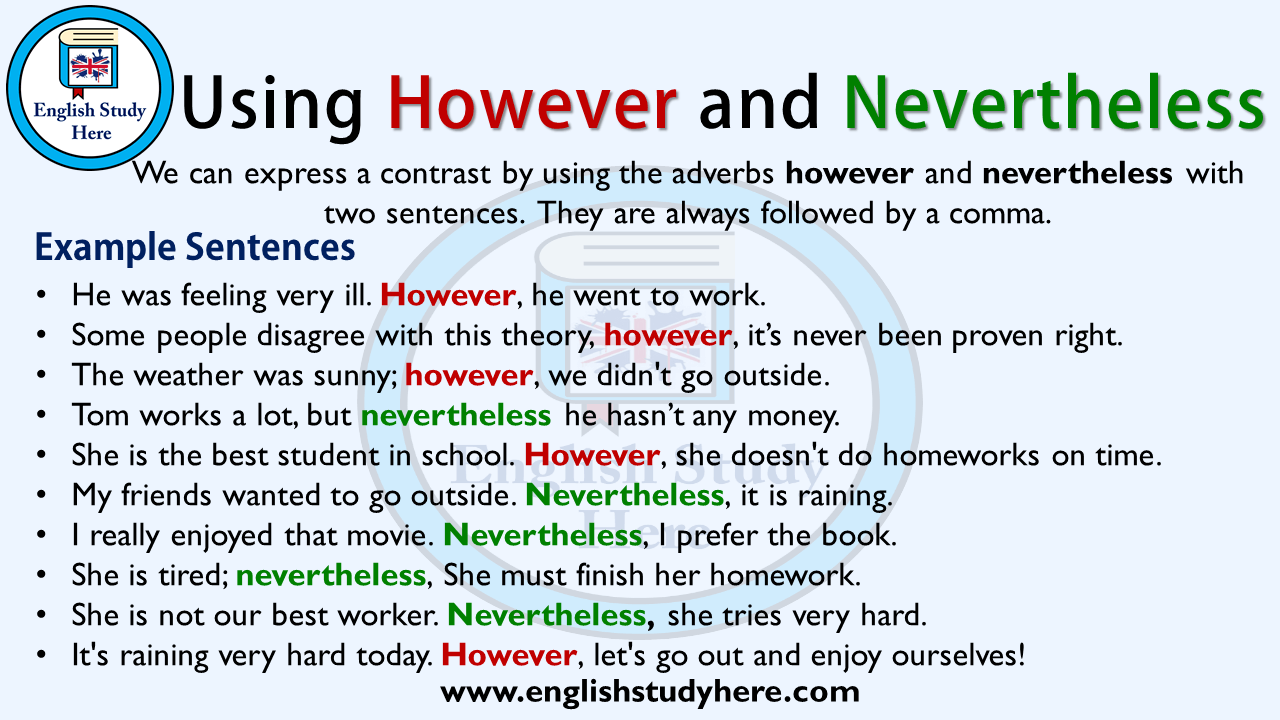 English Study
Here
Using However and Nevertheless
We can express a contrast by using the adverbs however and nevertheless with
two sentences. They are always followed by a comma.
Example Sentences
• He was feeling very ill. However, he went to work.
• Some people disagree with this theory, however, it’s never been proven right.
• The weather was sunny; however, we didn't go outside.
• Tom works a lot, but nevertheless he hasn’t any money.
• She is the best student in school. However, she doesn't do homeworks on time.
• My friends wanted to go outside. Nevertheless, it is raining.
• I really enjoyed that movie. Nevertheless, I prefer the book.
• She is tired; nevertheless, She must finish her homework.
• She is not our best worker. Nevertheless, she tries very hard.
• It's raining very hard today. However, let's go out and enjoy ourselves!
English Study
Here
www.englishstudyhere.com